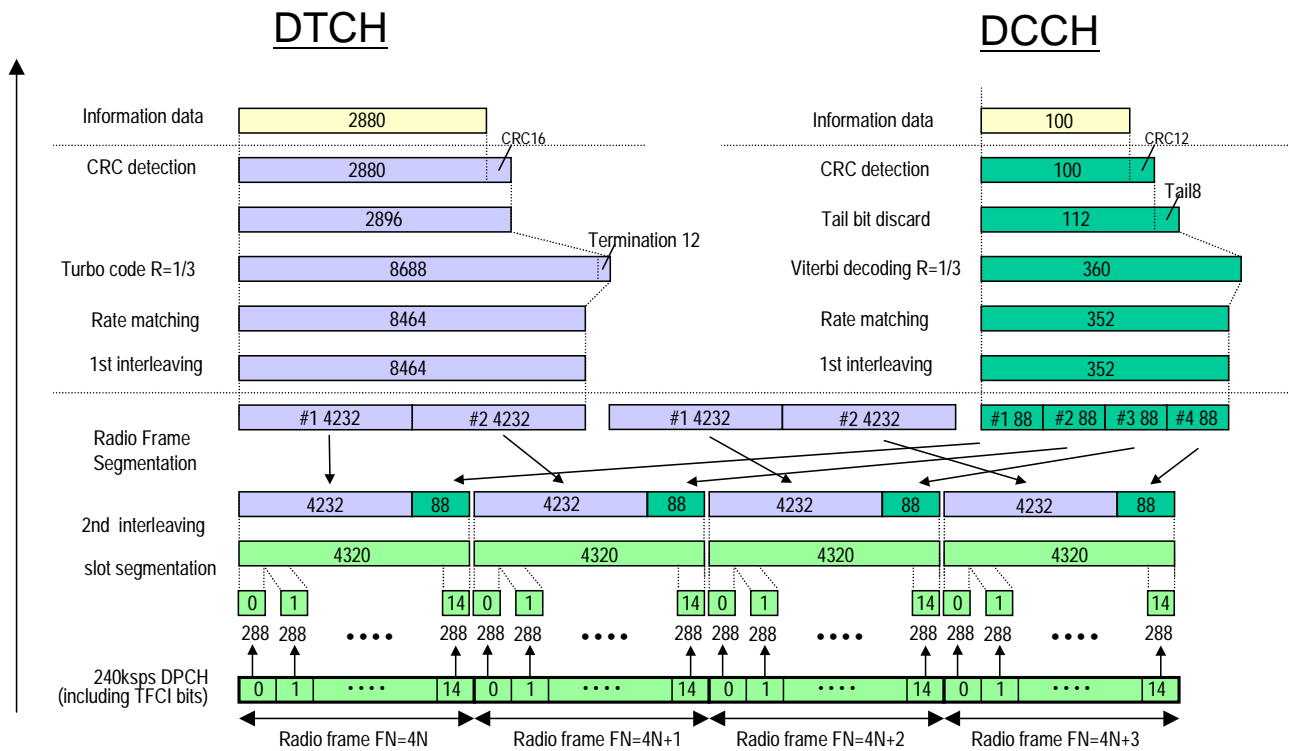 DTCH DCCH
Information data 2880 Information data 100
CRC16 CRC12
CRC detection 2880 CRC detection 100
Tail8
2896 Tail bit discard 112
Termination 12
Turbo code R=1/3 8688 Viterbi decoding R=1/3 360
Rate matching 8464 Rate matching 352
1st interleaving 8464 1st interleaving 352
#1 4232 #2 4232 #1 4232 #2 4232 #1 88 #2 88 #3 88 #4 88
Radio Frame
Segmentation
4232 88 4232 88 4232 88 4232 88
2nd interleaving
4320 4320 4320 4320
slot segmentation
0 1 14 0 1 14 0 1 14 0 1 14
288 288 •••• 288 288 288 •••• 288 288 288 •••• 288 288 288 •••• 288
240ksps DPCH
(including TFCI bits)
0 1 •••• 14 0 1 •••• 14 0 1 •••• 14 0 1 •••• 14
Radio frame FN=4N Radio frame FN=4N+1 Radio frame FN=4N+2 Radio frame FN=4N+3